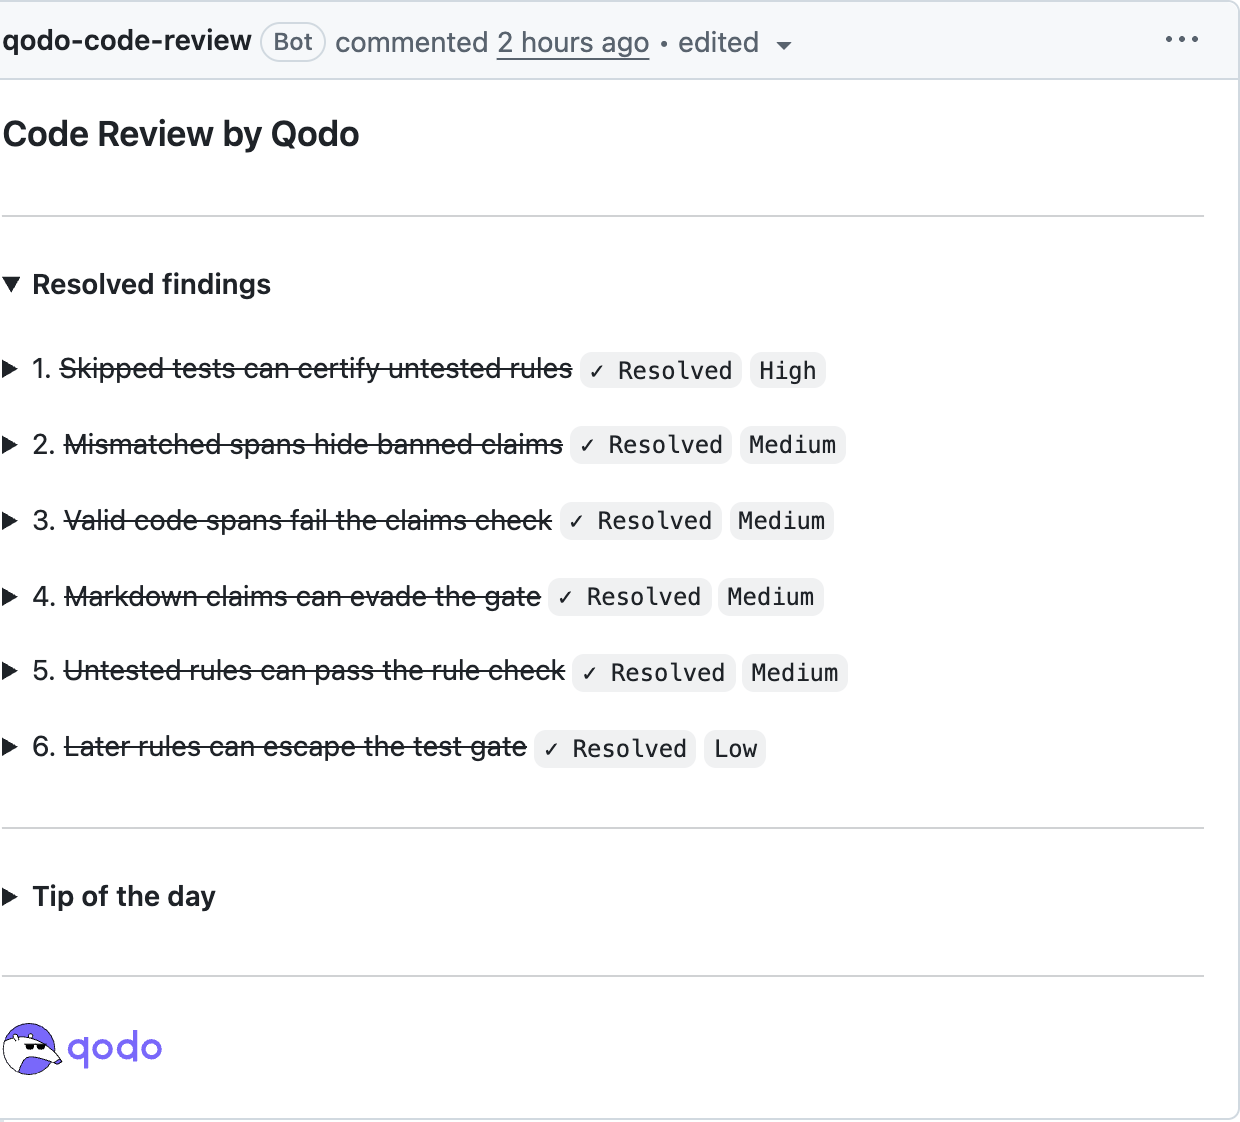 qodo-code-review Bot commented 2 hours ago • edited
Code Review by Qodo
Resolved findings
1. Skipped tests can certify untested rules ✓ Resolved High
2. Mismatched spans hide banned claims ✓ Resolved Medium
3. Valid code spans fail the claims check ✓ Resolved Medium
4. Markdown claims can evade the gate ✓ Resolved Medium
5. Untested rules can pass the rule check ✓ Resolved Medium
6. Later rules can escape the test gate ✓ Resolved Low
Tip of the day
qodo